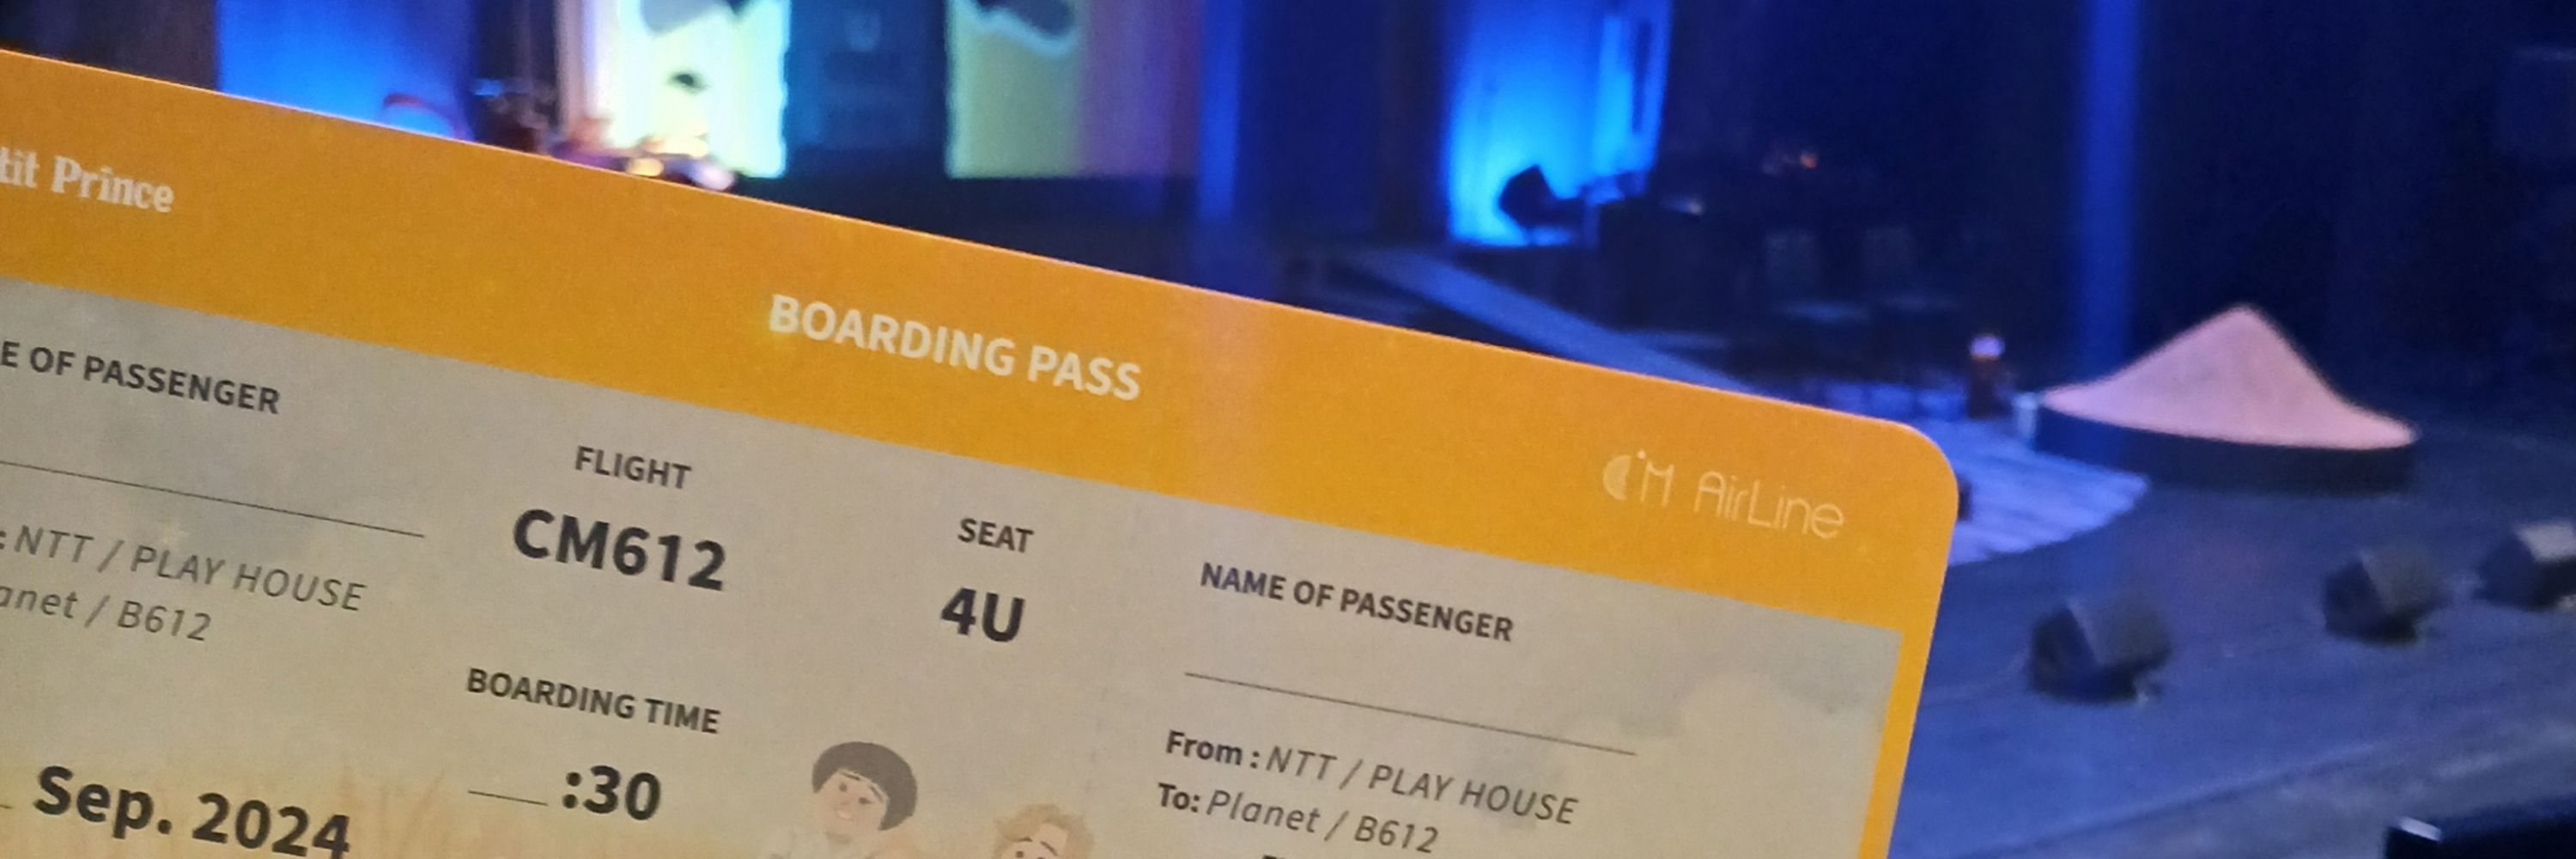 tit Prince
BOARDING PASS
C'M AirLine
E OF PASSENGER
FLIGHT
CM612
SEAT
4U
NAME OF PASSENGER
: NTT / PLAY HOUSE
anet / B612
BOARDING TIME
:30
Sep. 2024
From : NTT / PLAY HOUSE
To: Planet / B612